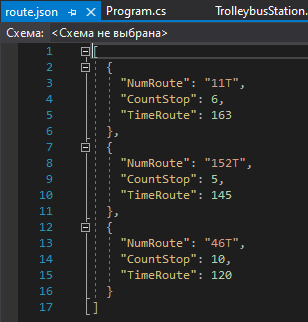 route.json Program.cs TrolleybusStation.
Схема: <Схема не выбрана>
1 [
2 {
3 "NumRoute": "11T",
4 "CountStop": 6,
5 "TimeRoute": 163
6 },
7 {
8 "NumRoute": "152T",
9 "CountStop": 5,
10 "TimeRoute": 145
11 },
12 {
13 "NumRoute": "46T",
14 "CountStop": 10,
15 "TimeRoute": 120
16 }
17 ]